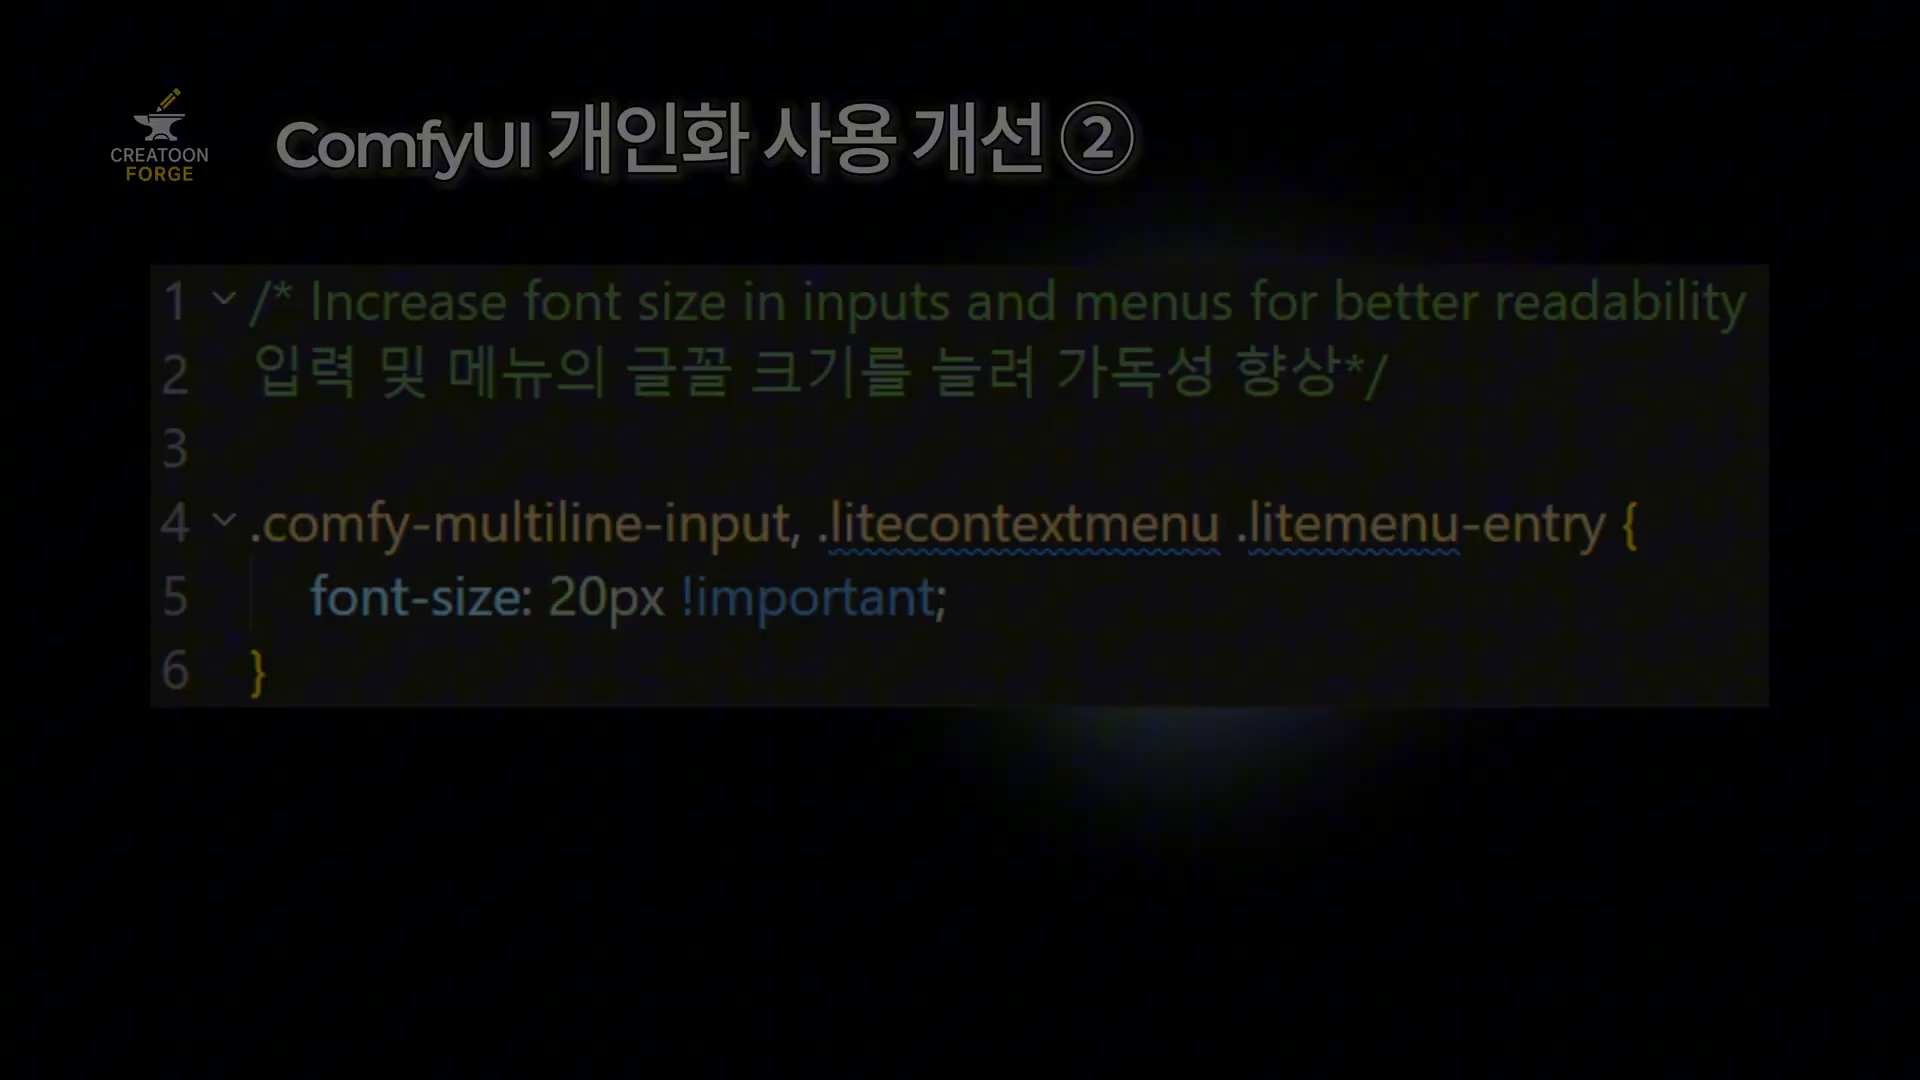 CREATOON
FORGE
ComfyUI 개인화 사용 개선 ②
1 /* Increase font size in inputs and menus for better readability
2 입력 및 메뉴의 글꼴 크기를 늘려 가독성 향상*/
3
4 .comfy-multiline-input, .litecontextmenu .litemenu-entry {
5 font-size: 20px !important;
6 }